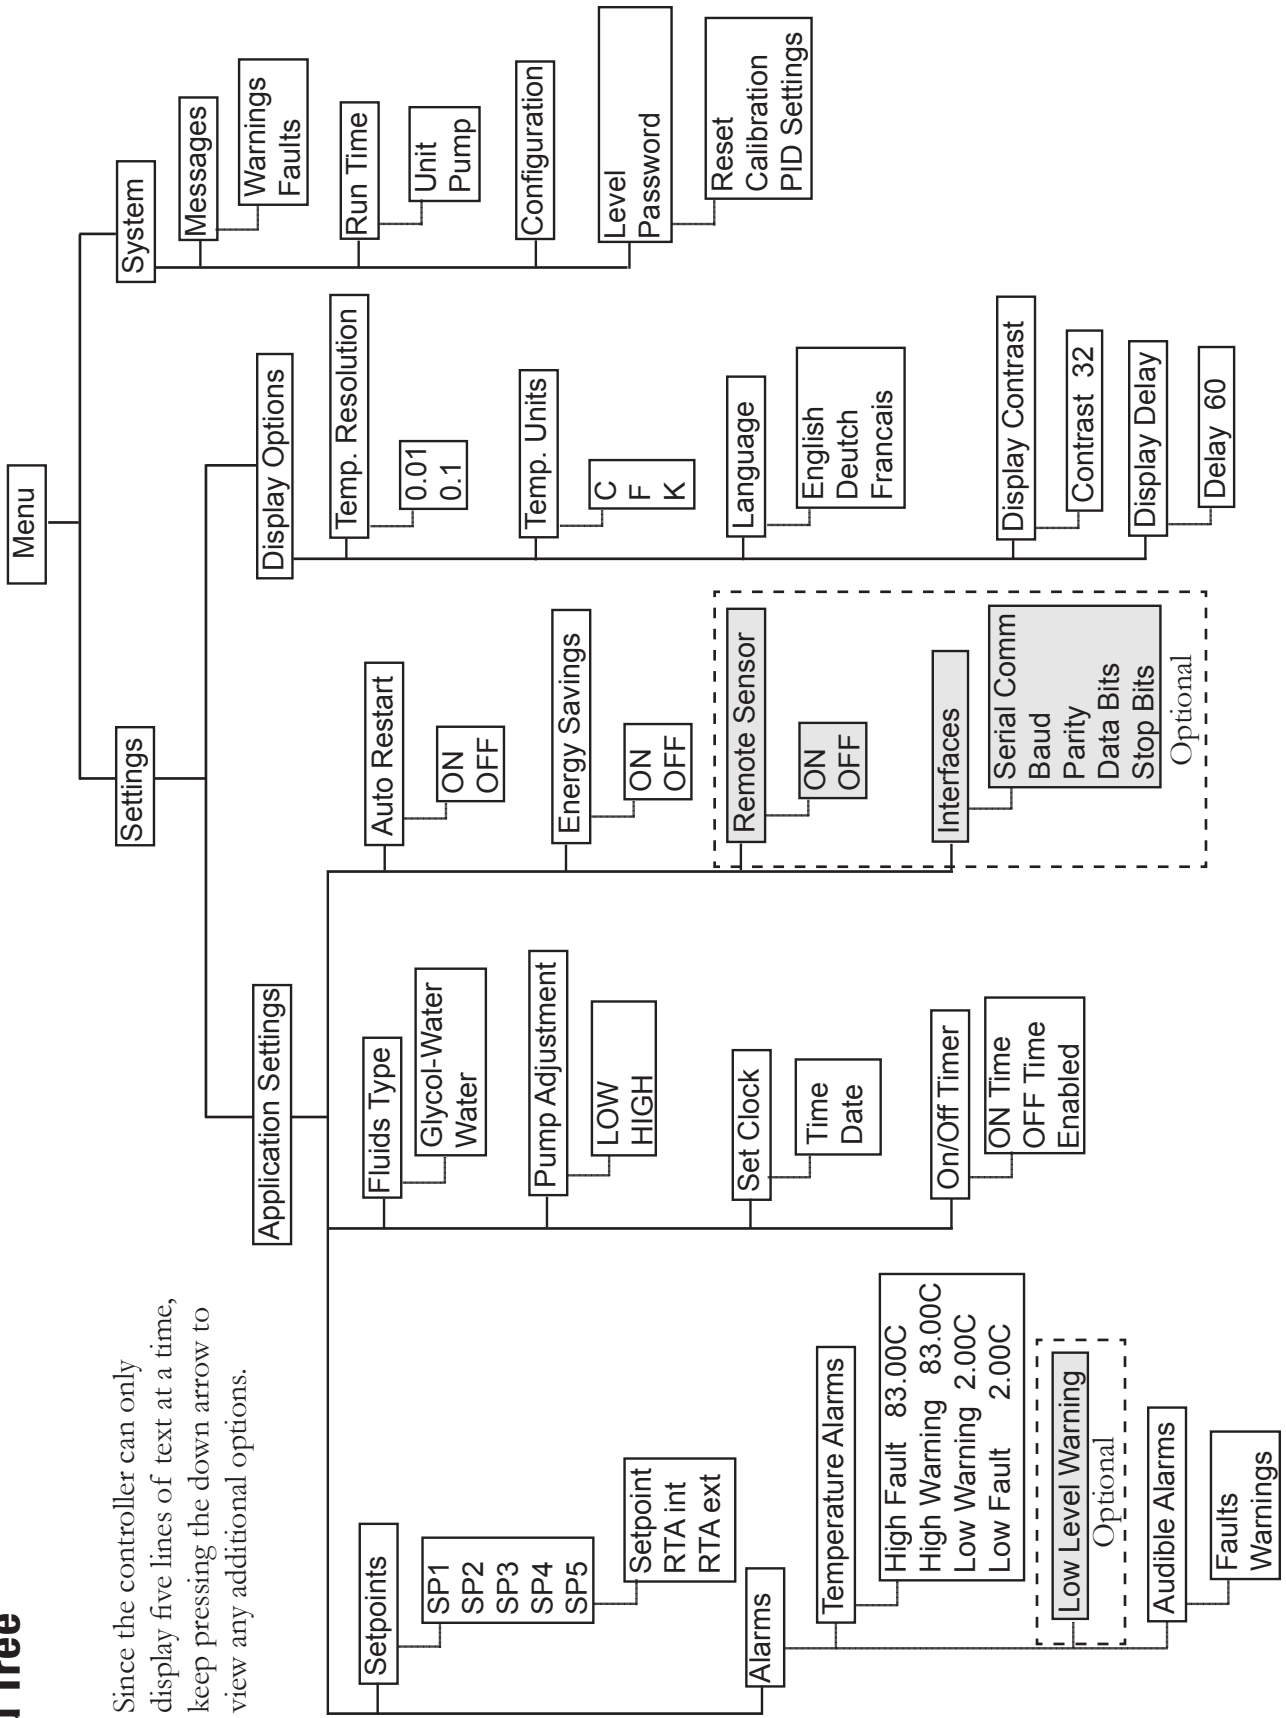 Tree
Since the controller can only
display five lines of text at a time,
keep pressing the down arrow to
view any additional options.
Menu
Settings
System
Application Settings
Display Options
Setpoints
SP1
SP2
SP3
SP4
SP5
Setpoint
RTA int
RTA ext
Alarms
Temperature Alarms
High Fault 83.00C
High Warning 83.00C
Low Warning 2.00C
Low Fault 2.00C
Low Level Warning
Optional
Audible Alarms
Faults
Warnings
Fluids Type
Glycol-Water
Water
Pump Adjustment
LOW
HIGH
Set Clock
Time
Date
On/Off Timer
ON Time
OFF Time
Enabled
Auto Restart
ON
OFF
Energy Savings
ON
OFF
Remote Sensor
ON
OFF
Interfaces
Serial Comm
Baud
Parity
Data Bits
Stop Bits
Optional
Temp. Resolution
0.01
0.1
Temp. Units
C
F
K
Language
English
Deutch
Francais
Display Contrast
Contrast 32
Display Delay
Delay 60
Messages
Warnings
Faults
Run Time
Unit
Pump
Configuration
Level
Password
Reset
Calibration
PID Settings